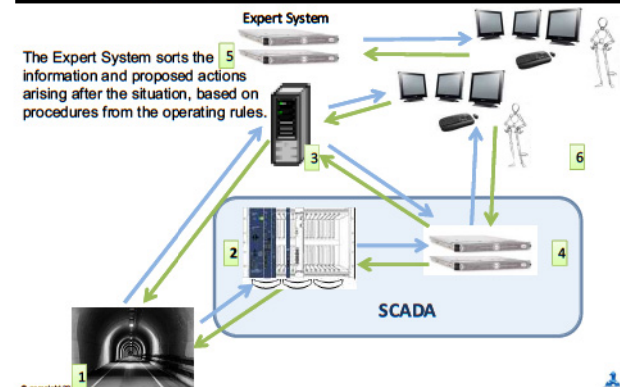 Expert System
The Expert System sorts the
information and proposed actions
arising after the situation, based on
procedures from the operating rules.
5
3
6
2
4
SCADA
1